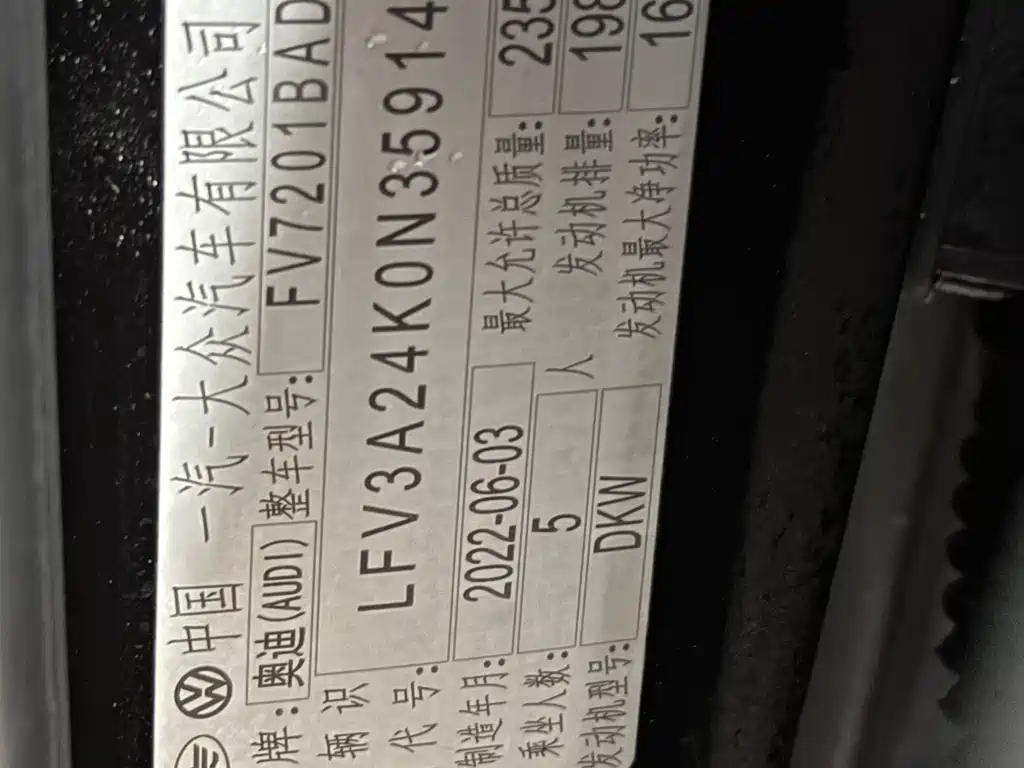 中国 一汽-大众汽车有限公司
牌: 奥迪(AUDI) 整车型号: FV7201BAD
辆识
代号: LFV3A24K0N35914
制造年月: 2022-06-03 最大允许总质量: 235
乘坐人数: 5 人 发动机排量: 198
发动机型号: DKW 发动机最大净功率: 16